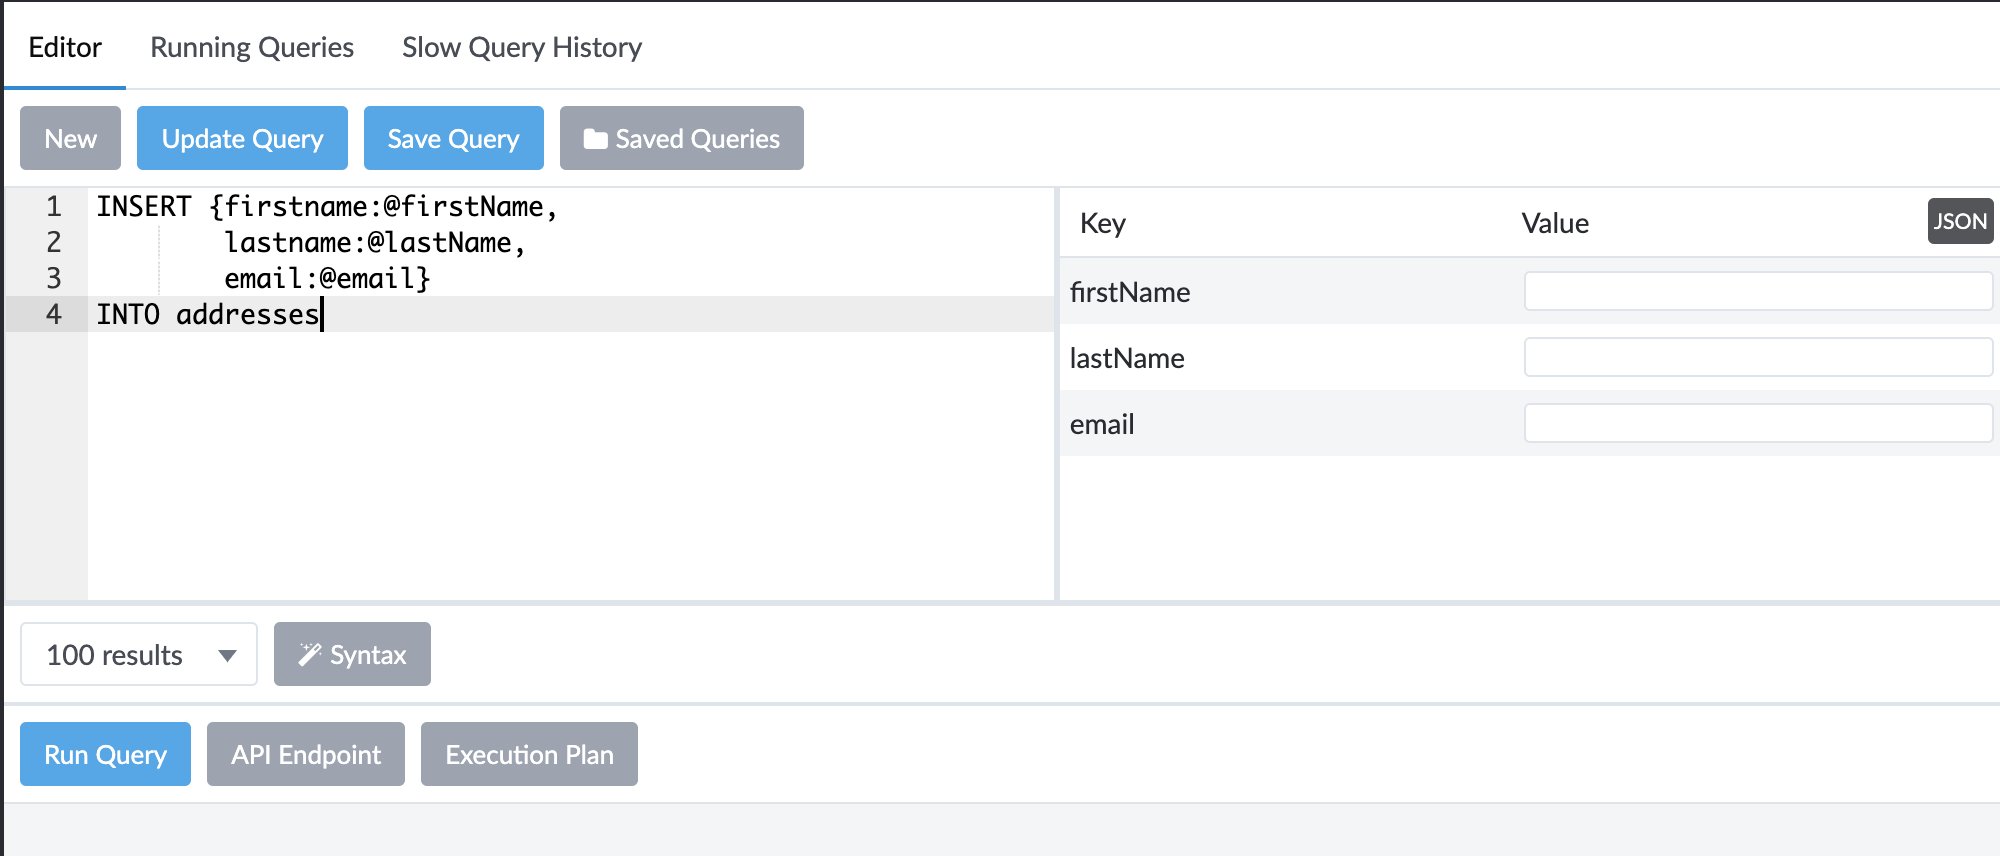 Editor Running Queries Slow Query History
New Update Query Save Query Saved Queries
1 INSERT {firstname:@firstName,
2 lastname:@lastName,
3 email:@email}
4 INTO addresses
Key Value JSON
firstName
lastName
email
100 results Syntax
Run Query API Endpoint Execution Plan